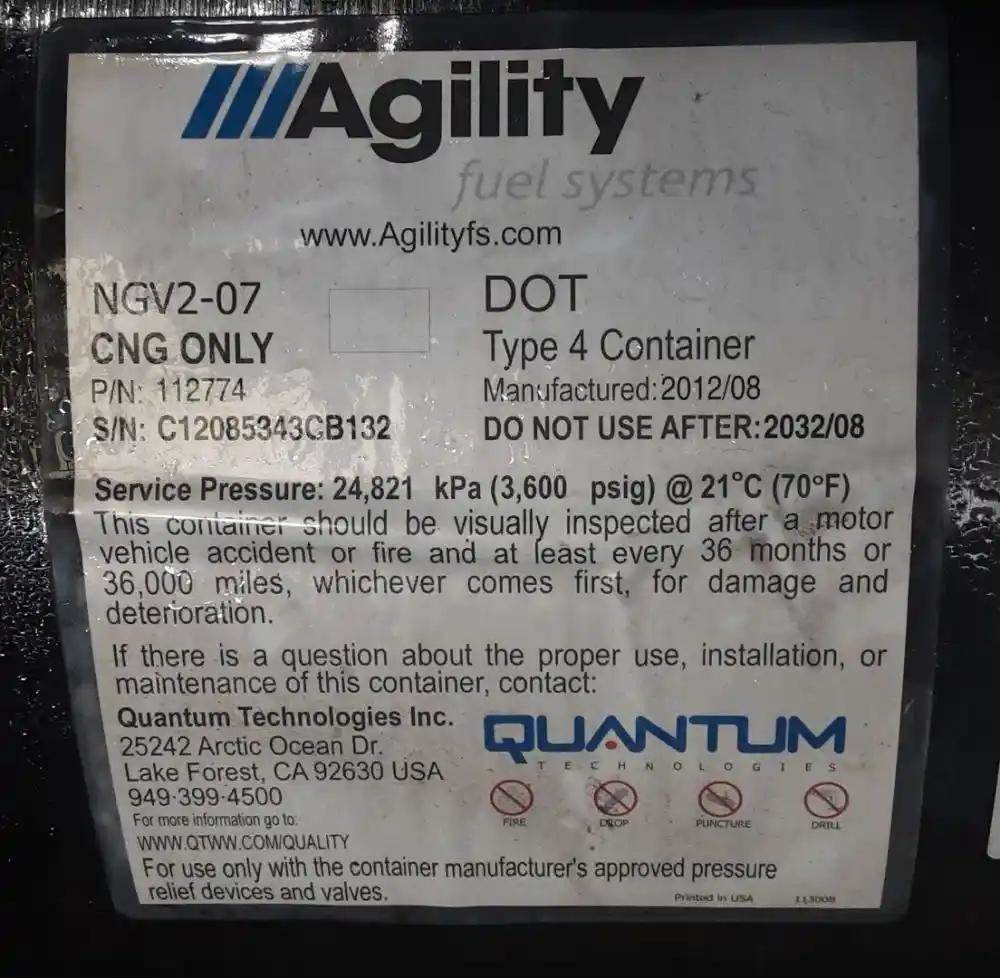 Agility
fuel systems
www.Agilityfs.com
NGV2-07
CNG ONLY
P/N: 112774
S/N: C12085343CB132
DOT
Type 4 Container
Manufactured:2012/08
DO NOT USE AFTER:2032/08
Service Pressure: 24,821 kPa (3,600 psig) @ 21°C (70°F)
This container should be visually inspected after a motor
vehicle accident or fire and at least every 36 months or
36,000 miles, whichever comes first, for damage and
deterioration.
If there is a question about the proper use, installation, or
maintenance of this container, contact:
Quantum Technologies Inc.
25242 Arctic Ocean Dr.
Lake Forest, CA 92630 USA
949-399-4500
For more information go to:
WWW.QTWW.COM/QUALITY
QUANTUM
TECHNOLOGIES
FIRE
DROP
PUNCTURE
DRILL
For use only with the container manufacturer's approved pressure
relief devices and valves.
Printed in USA
113008